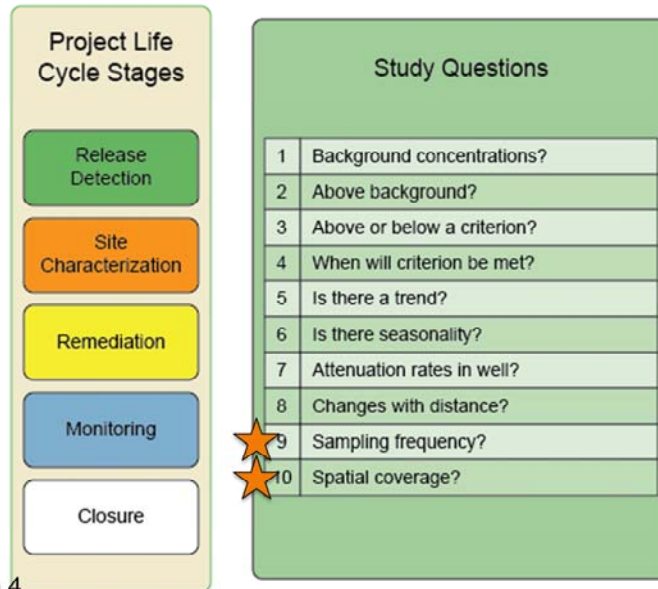 Project Life
Cycle Stages
Release
Detection
Site
Characterization
Remediation
Monitoring
Closure
Study Questions
1 Background concentrations?
2 Above background?
3 Above or below a criterion?
4 When will criterion be met?
5 Is there a trend?
6 Is there seasonality?
7 Attenuation rates in well?
8 Changes with distance?
9 Sampling frequency?
10 Spatial coverage?
4